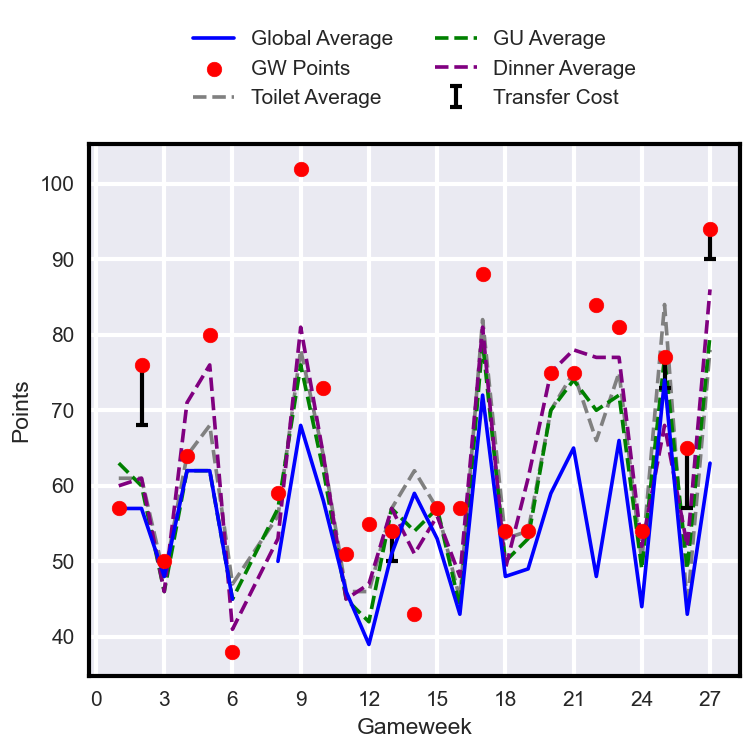 Global Average
GU Average
GW Points
Dinner Average
Toilet Average
Transfer Cost
100
90
80
70
60
50
40
Points
0 3 6 9 12 15 18 21 24 27
Gameweek